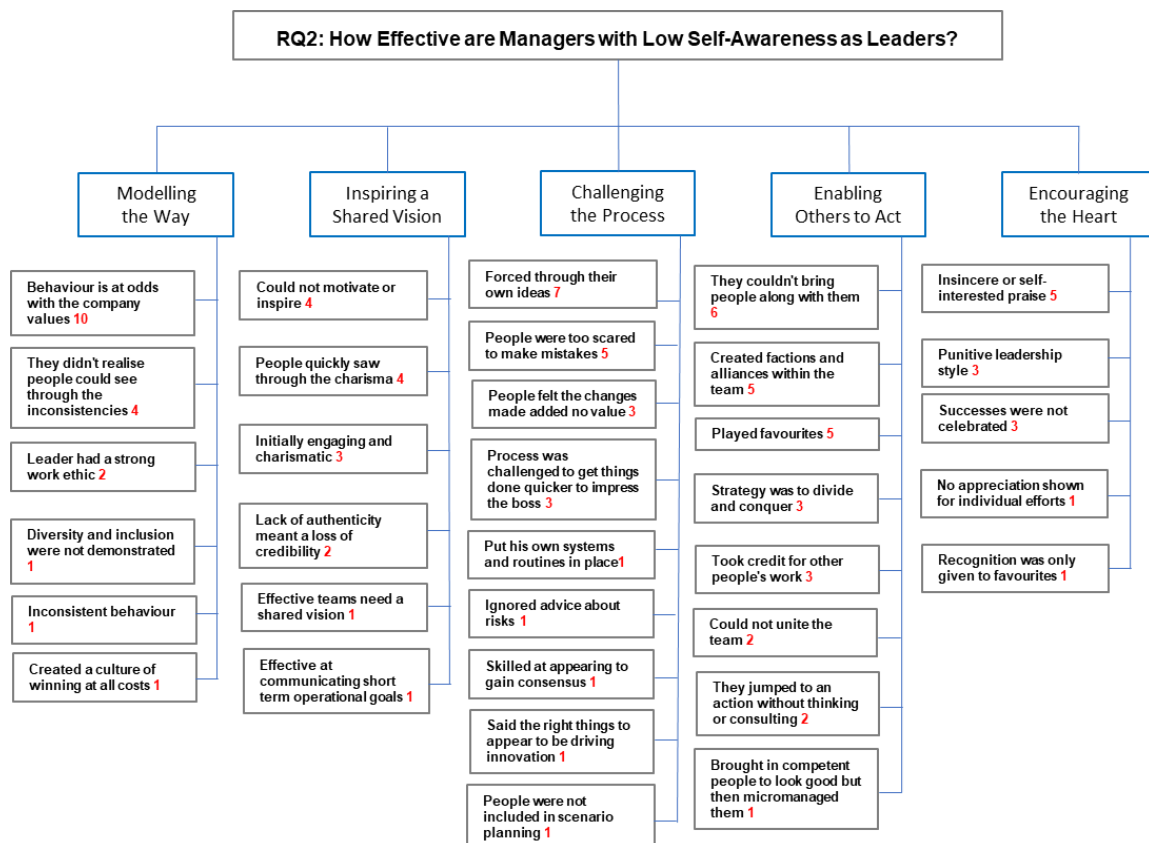 RQ2: How Effective are Managers with Low Self-Awareness as Leaders?
Modelling
the Way
Behaviour is at odds
with the company
values 10
They didn't realise
people could see
through the
inconsistencies 4
Leader had a strong
work ethic 2
Diversity and inclusion
were not demonstrated
1
Inconsistent behaviour
1
Created a culture of
winning at all costs 1
Inspiring a
Shared Vision
Could not motivate or
inspire 4
People quickly saw
through the charisma 4
Initially engaging and
charismatic 3
Lack of authenticity
meant a loss of
credibility 2
Effective teams need a
shared vision 1
Effective at
communicating short
term operational goals 1
Challenging
the Process
Forced through their
own ideas 7
People were too scared
to make mistakes 5
People felt the changes
made added no value 3
Process was
challenged to get things
done quicker to impress
the boss 3
Put his own systems
and routines in place1
Ignored advice about
risks 1
Skilled at appearing to
gain consensus 1
Said the right things to
appear to be driving
innovation 1
People were not
included in scenario
planning 1
Enabling
Others to Act
They couldn't bring
people along with them
6
Created factions and
alliances within the
team 5
Played favourites 5
Strategy was to divide
and conquer 3
Took credit for other
people's work 3
Could not unite the
team 2
They jumped to an
action without thinking
or consulting 2
Brought in competent
people to look good but
then micromanaged
them 1
Encouraging
the Heart
Insincere or self-
interested praise 5
Punitive leadership
style 3
Successes were not
celebrated 3
No appreciation shown
for individual efforts 1
Recognition was only
given to favourites 1